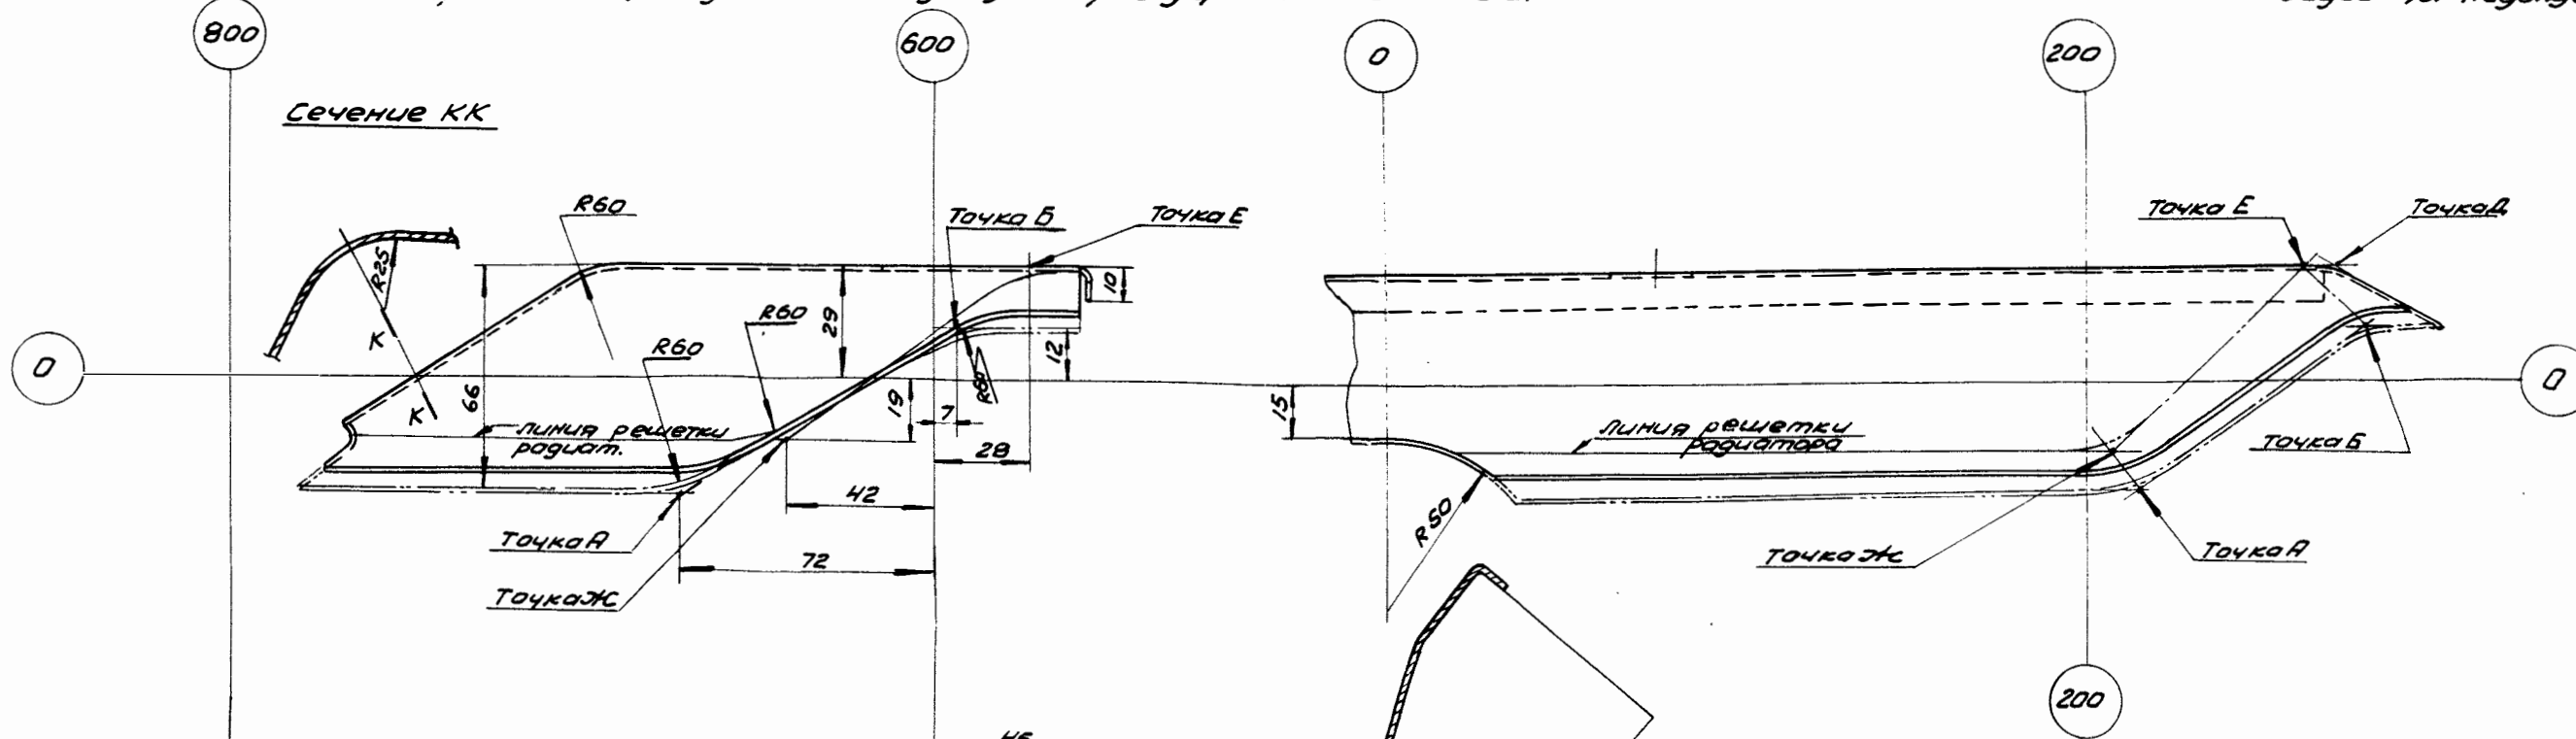 800
600
0
200
Сечение КК
R60
Точка Б
Точка Е
Точка Е
Точка Д
R25
10
R60
29
К
R60
12
0
0
66
R60
К
19
7
15
линия решетки
радиат.
линия решетки
радиатора
Точка Б
28
42
R50
Точка А
Точка Ж
Точка А
72
Точка Ж
200